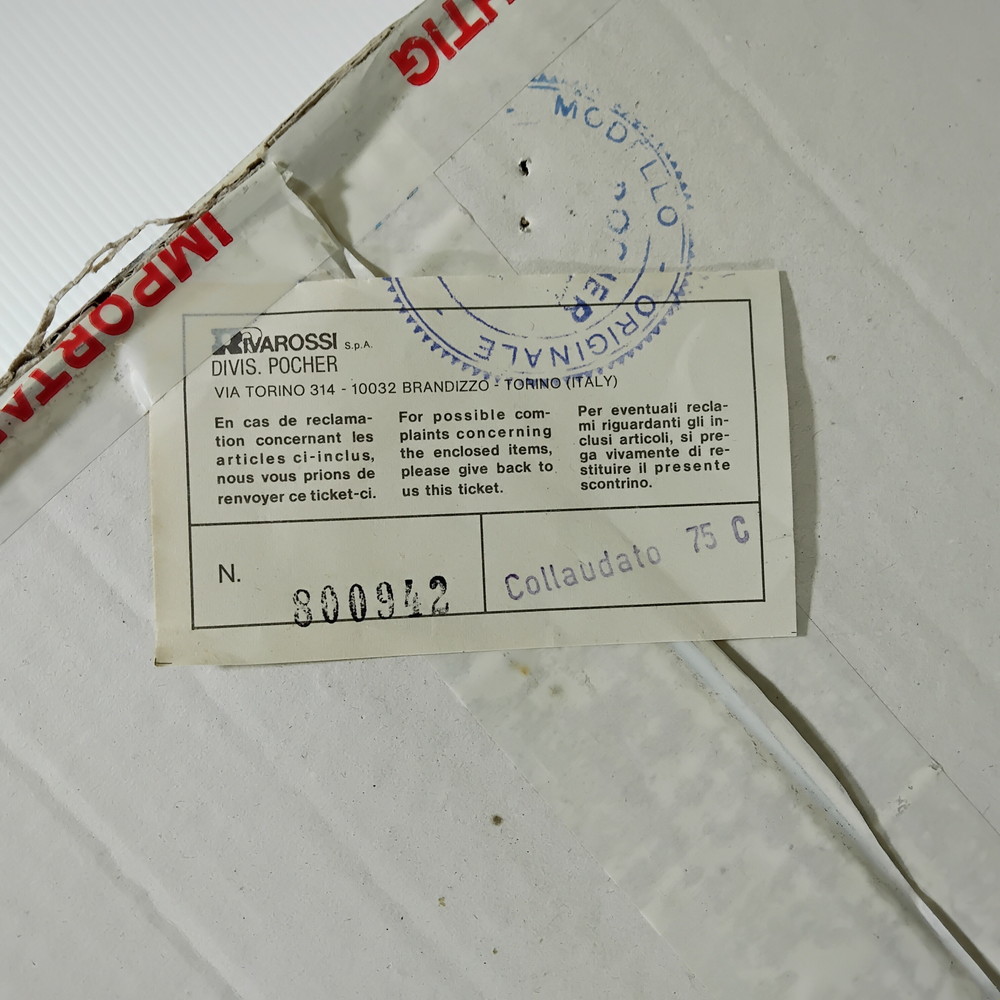 HTIG
IMPORTA
MODELLO
POCHER
ORIGINALE
RIVAROSSI S.p.A.
DIVIS. POCHER
VIA TORINO 314 - 10032 BRANDIZZO - TORINO (ITALY)
En cas de reclama-
tion concernant les
articles ci-inclus,
nous vous prions de
renvoyer ce ticket-ci.
For possible com-
plaints concerning
the enclosed items,
please give back to
us this ticket.
Per eventuali recla-
mi riguardanti gli in-
clusi articoli, si pre-
ga vivamente di re-
stituire il presente
scontrino.
N.
800942
Collaudato 75 C